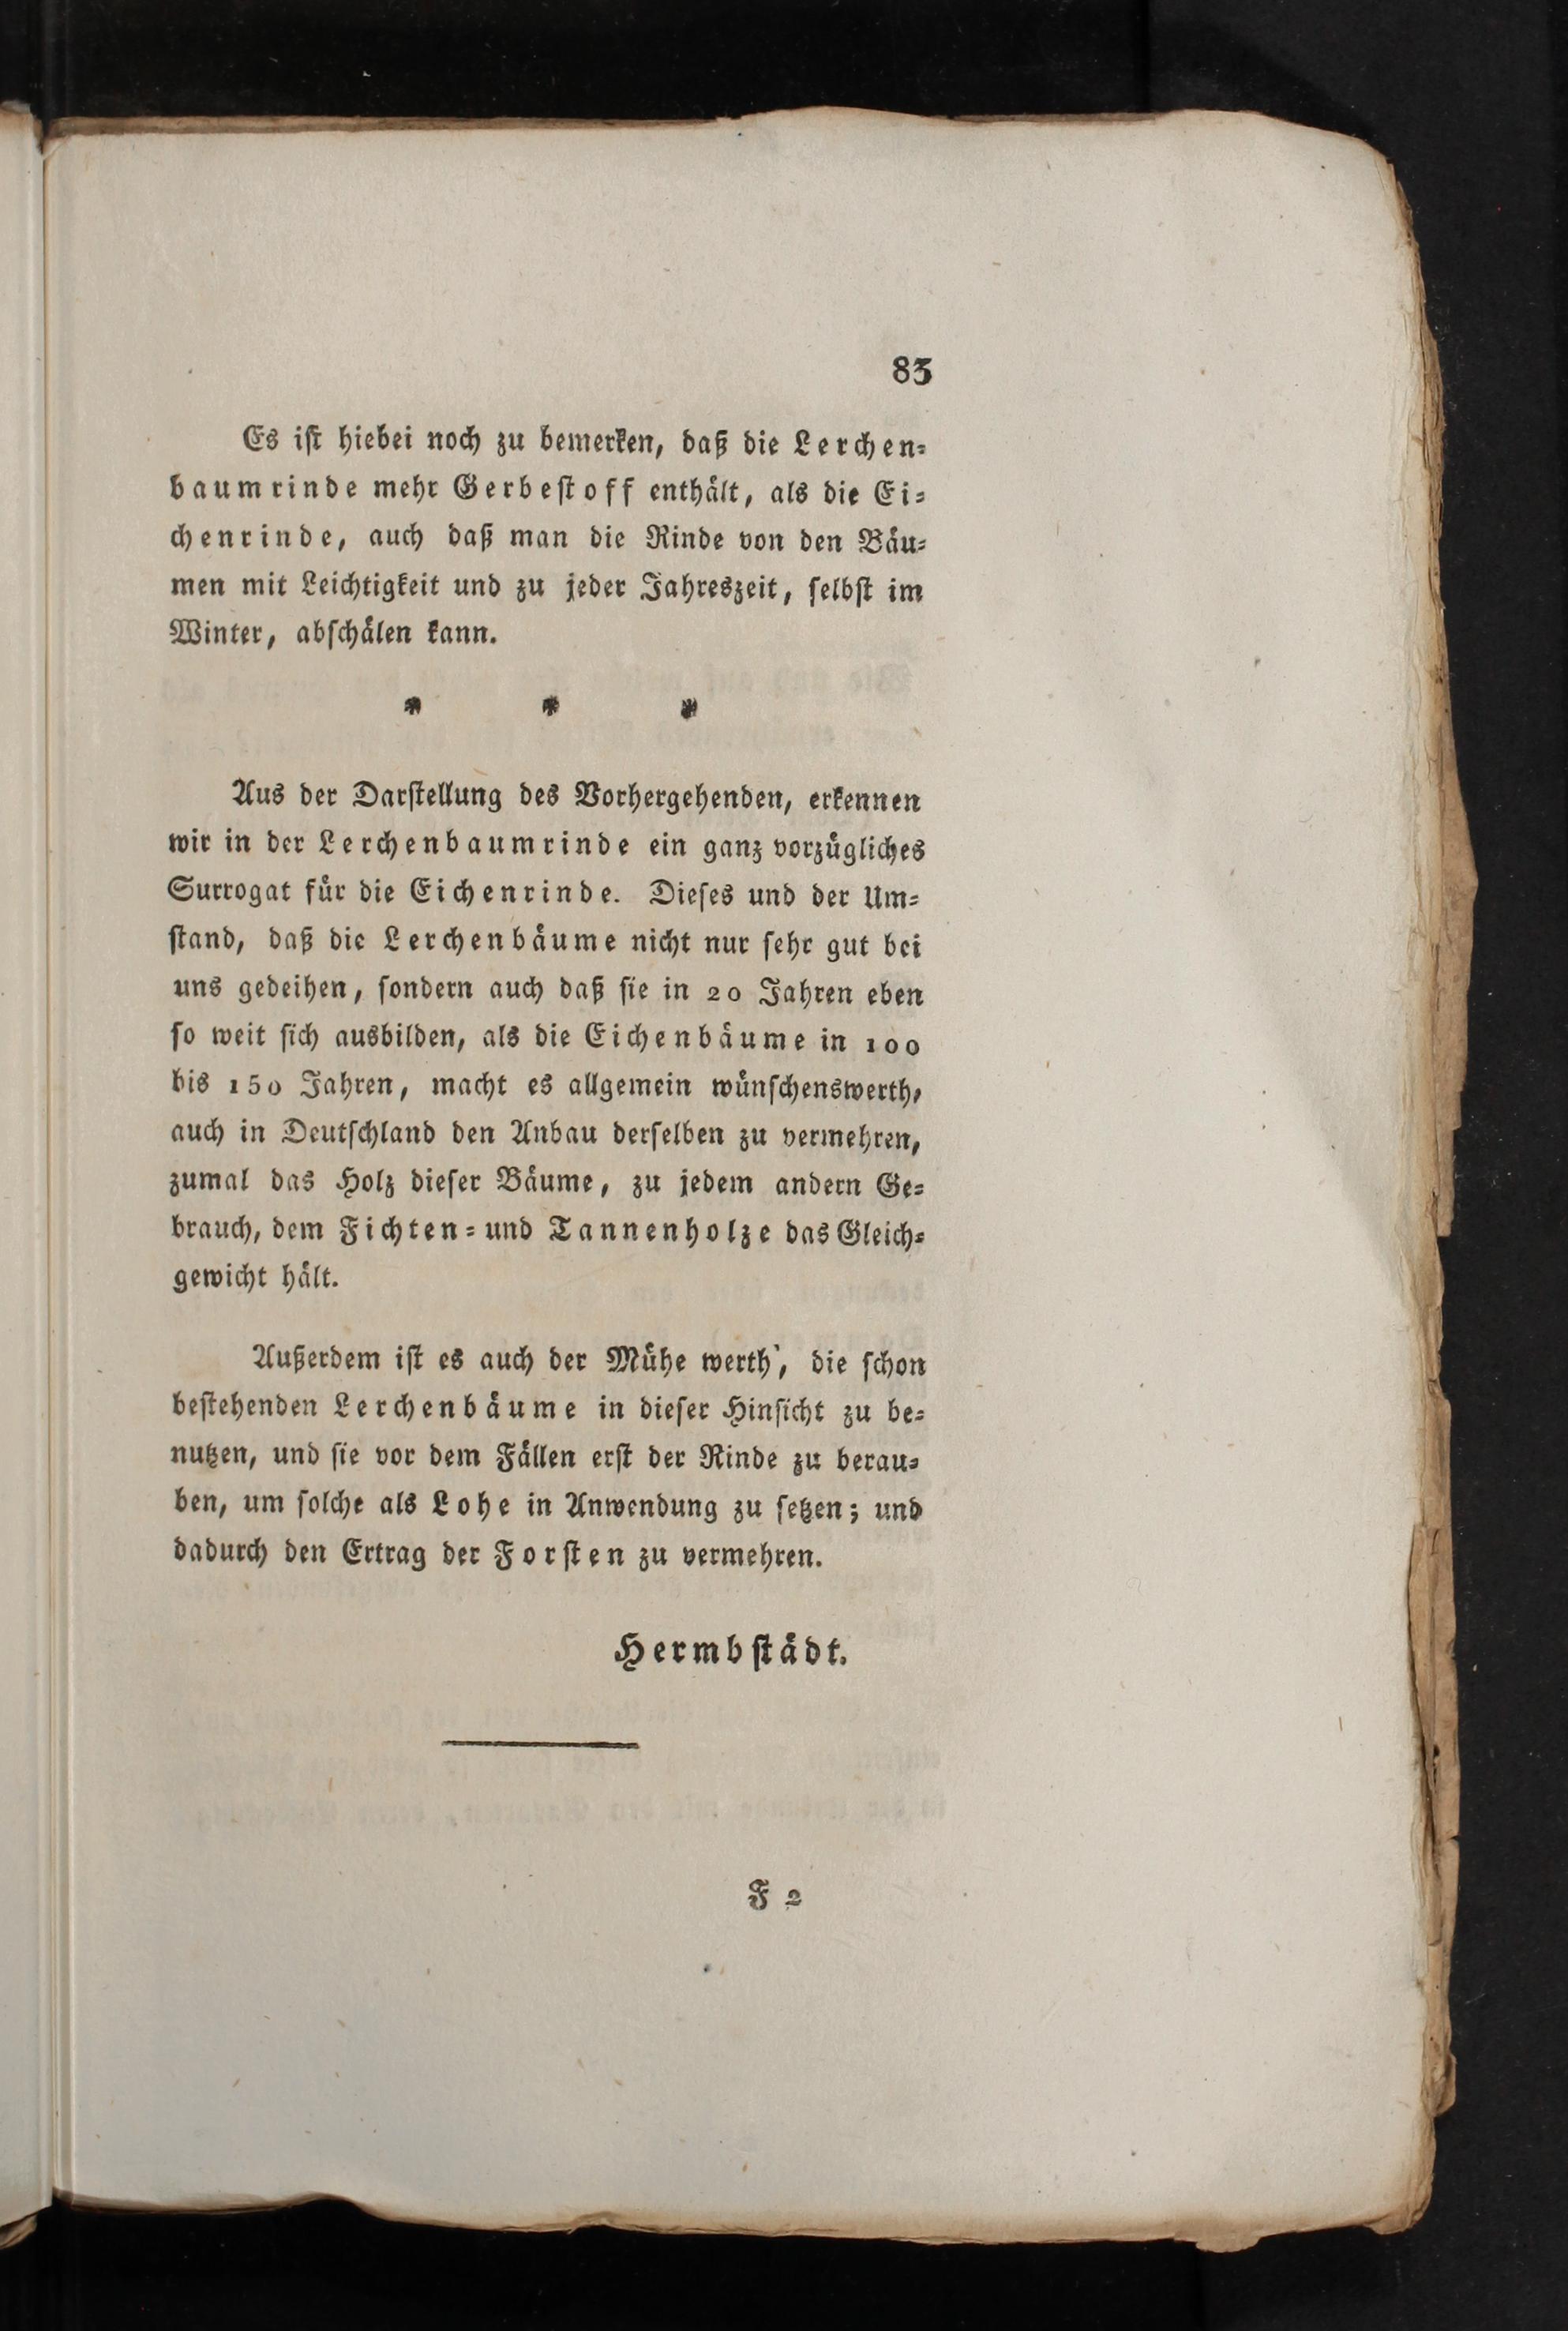 83
Es iſt hiebei noch zu bemerken, daß die Lerchen⸗
baumrinde mehr Gerbeſtoff enthält, als die Ei⸗
chenrinde, auch daß man die Rinde von den Bäu⸗
men mit Leichtigkeit und zu jeder Jahreszeit, ſelbſt im
Winter, abſchälen kann.
* * *
Aus der Darſtellung des Vorhergehenden, erkennen
wir in der Lerchenbaumrinde ein ganz vorzügliches
Surrogat für die Eichenrinde. Dieſes und der Um⸗
ſtand, daß die Lerchenbäume nicht nur ſehr gut bei
uns gedeihen, ſondern auch daß ſie in 20 Jahren eben
ſo weit ſich ausbilden, als die Eichenbäume in 100
bis 150 Jahren, macht es allgemein wünſchenswerth,
auch in Deutſchland den Anbau derſelben zu vermehren,
zumal das Holz dieſer Bäume, zu jedem andern Ge⸗
brauch, dem Fichten⸗ und Tannenholze das Gleich⸗
gewicht hält.
Außerdem iſt es auch der Mühe werth, die ſchon
beſtehenden Lerchenbäume in dieſer Hinſicht zu be⸗
nutzen, und ſie vor dem Fällen erſt der Rinde zu berau⸗
ben, um ſolche als Lohe in Anwendung zu ſetzen; und
dadurch den Ertrag der Forſten zu vermehren.
Hermbſtädt.
F 2